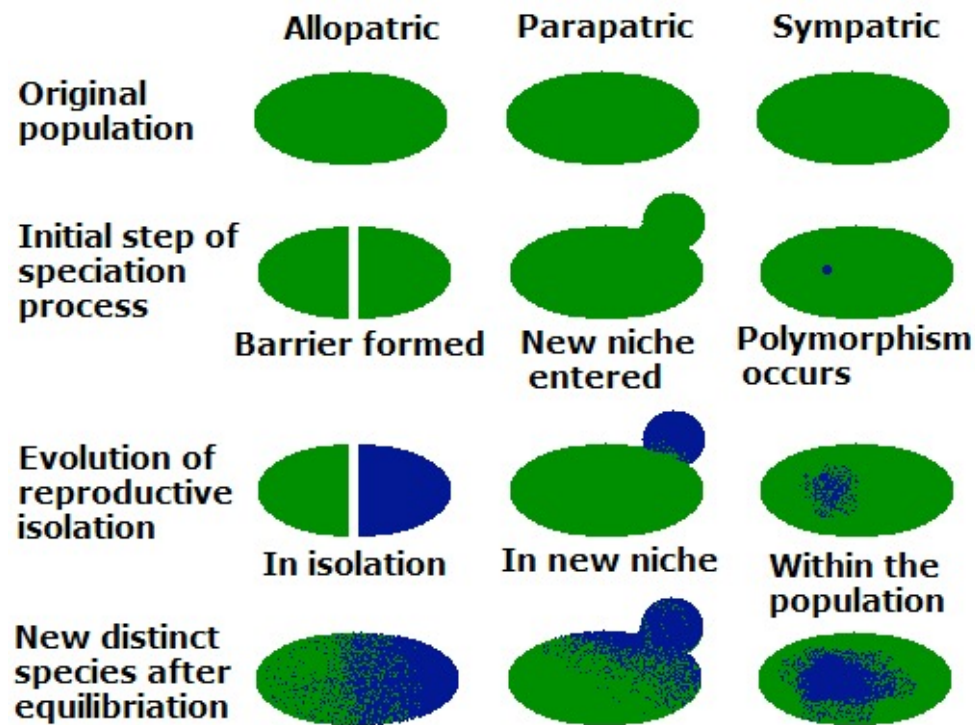 Allopatric Parapatric Sympatric
Original
population
Initial step of
speciation
process
Barrier formed
New niche
entered
Polymorphism
occurs
Evolution of
reproductive
isolation
In isolation
In new niche
Within the
population
New distinct
species after
equilibriation